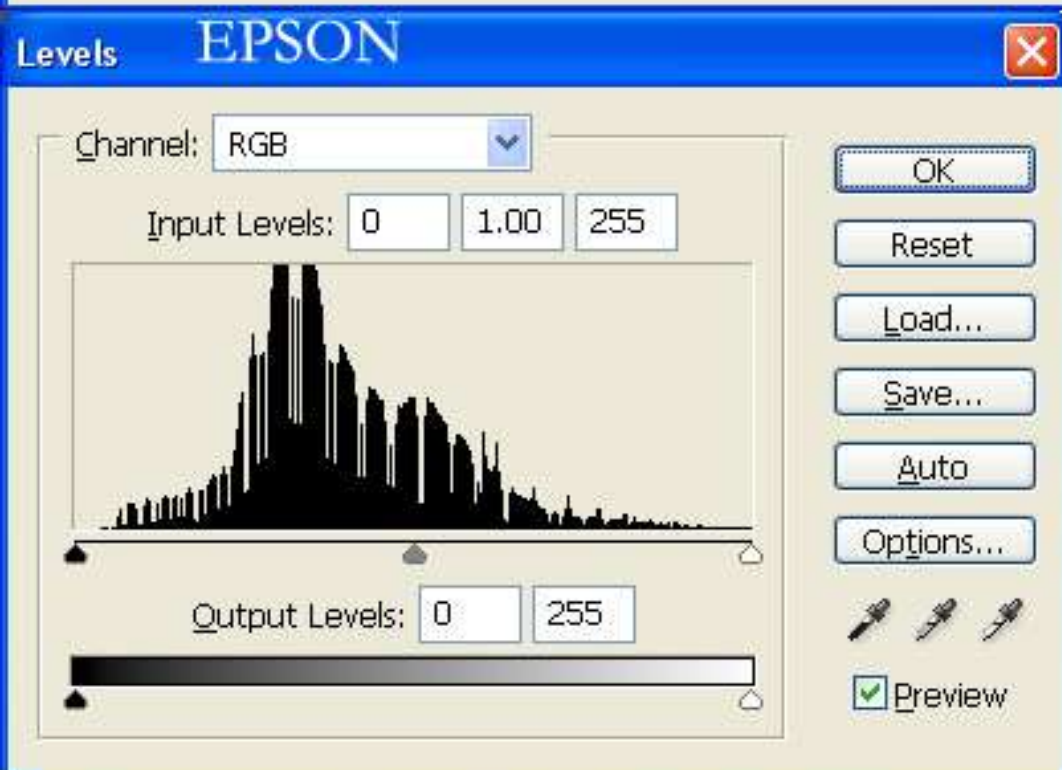 Levels EPSON
Channel: RGB
Input Levels: 0 1.00 255
Output Levels: 0 255
OK
Reset
Load...
Save...
Auto
Options...
Preview